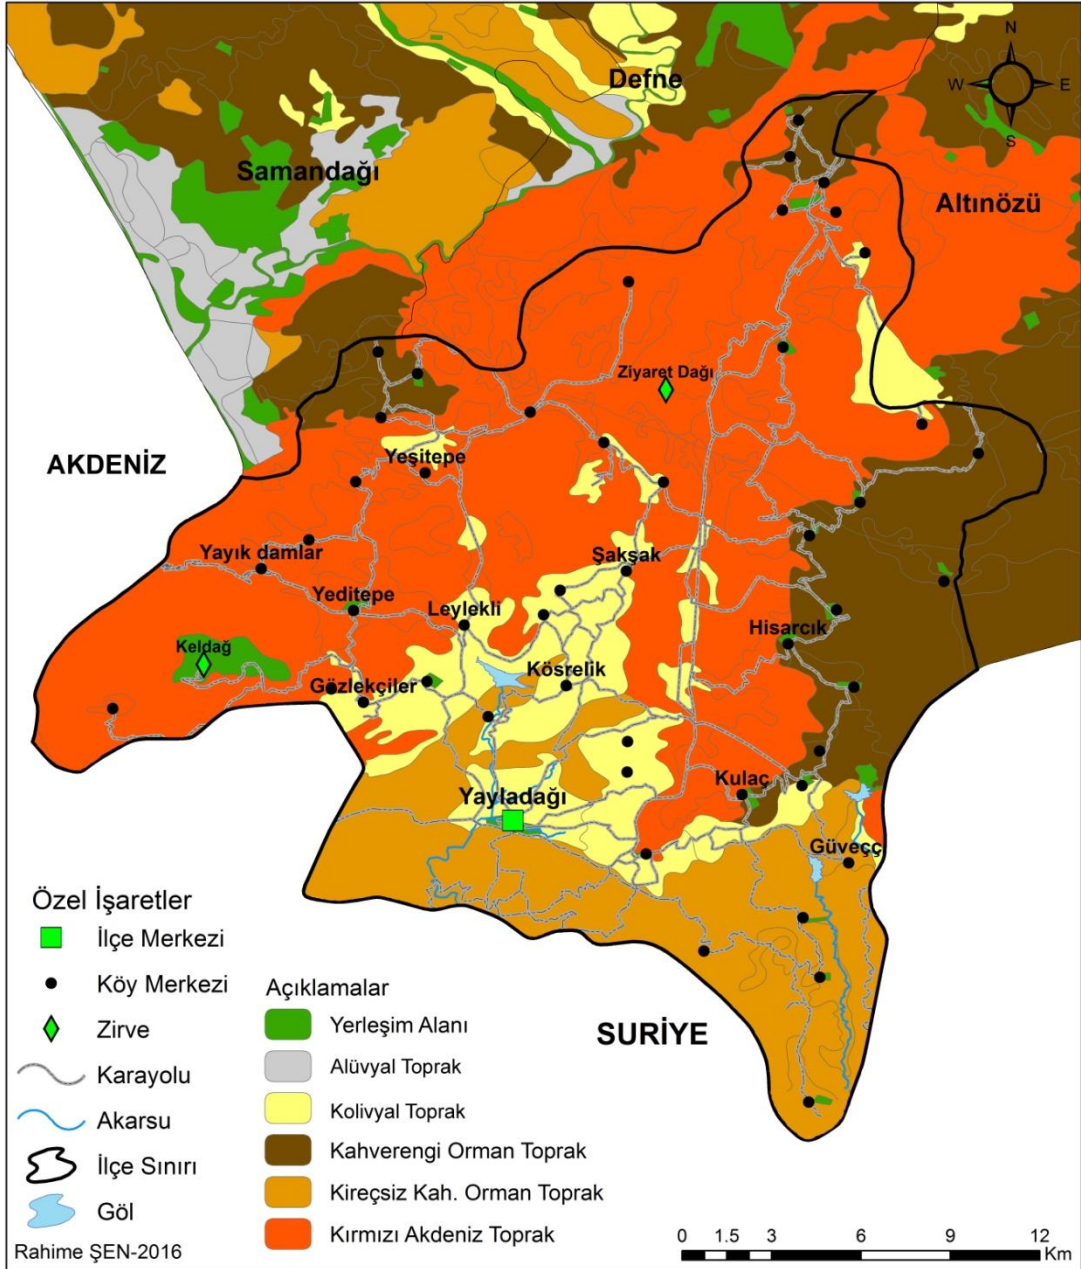 Defne
N
W
E
S
Samandağı
Altınözü
Ziyaret Dağı
AKDENİZ
Yeşitepe
Yayık damlar
Şakşak
Yeditepe
Leylekli
Hisarcık
Keldağ
Kösrelik
Gözlekçiler
Kulaç
Yayladağı
Güveçç
SURİYE
Özel İşaretler
İlçe Merkezi
Köy Merkezi
Zirve
Karayolu
Akarsu
İlçe Sınırı
Göl
Rahime ŞEN-2016
Açıklamalar
Yerleşim Alanı
Alüvyal Toprak
Kolivyal Toprak
Kahverengi Orman Toprak
Kireçsiz Kah. Orman Toprak
Kırmızı Akdeniz Toprak
0 1.5 3 6 9 12
Km